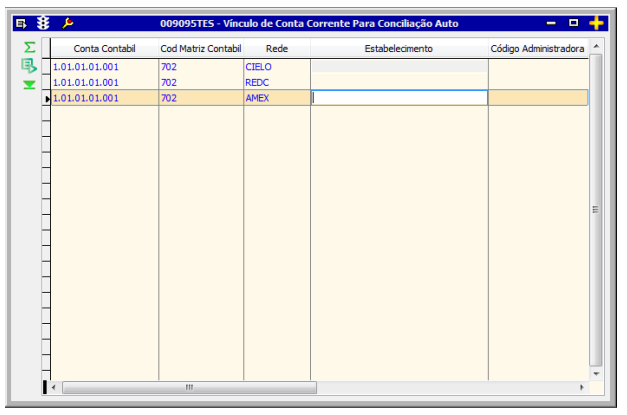 009095TES - Vínculo de Conta Corrente Para Conciliação Auto
Conta Contabil Cod Matriz Contabil Rede Estabelecimento Código Administradora
1.01.01.01.001 702 CIELO
1.01.01.01.001 702 REDC
1.01.01.01.001 702 AMEX